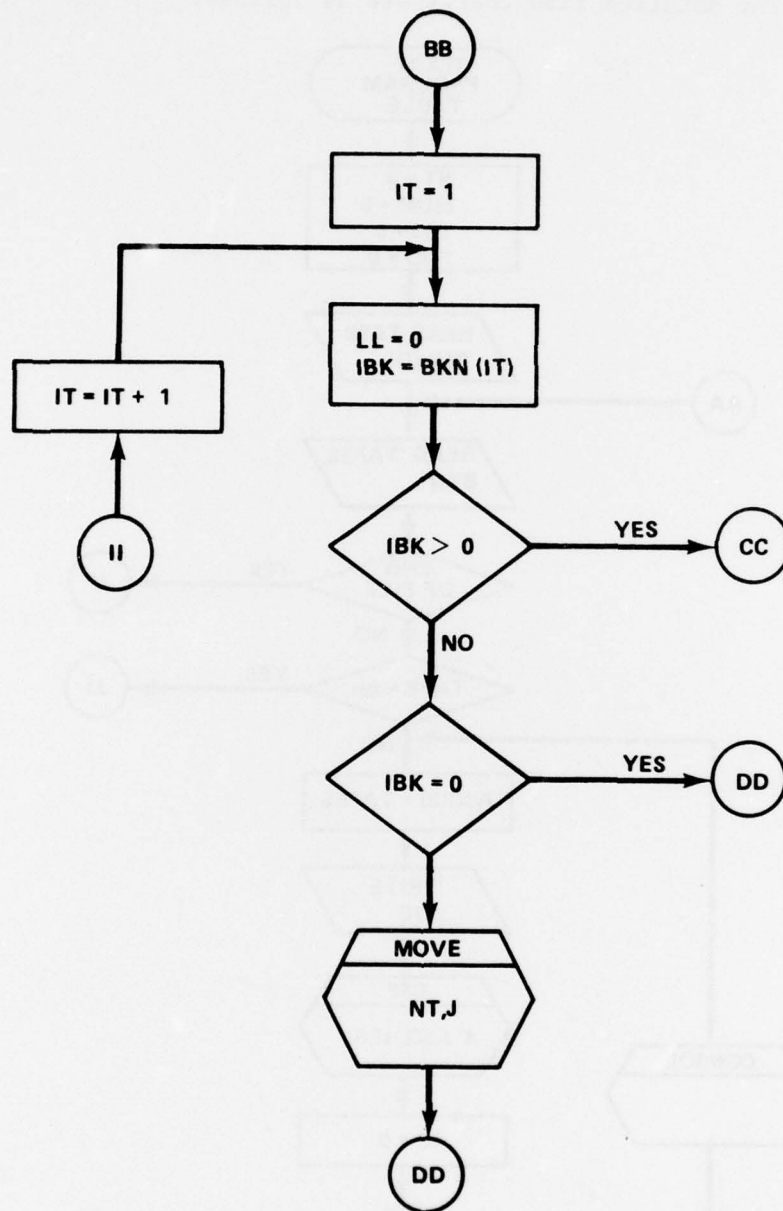 BB
IT = 1
LL = 0
IBK = BKN (IT)
IT = IT + 1
II
IBK > 0
YES
CC
NO
IBK = 0
YES
DD
MOVE
NT,J
DD